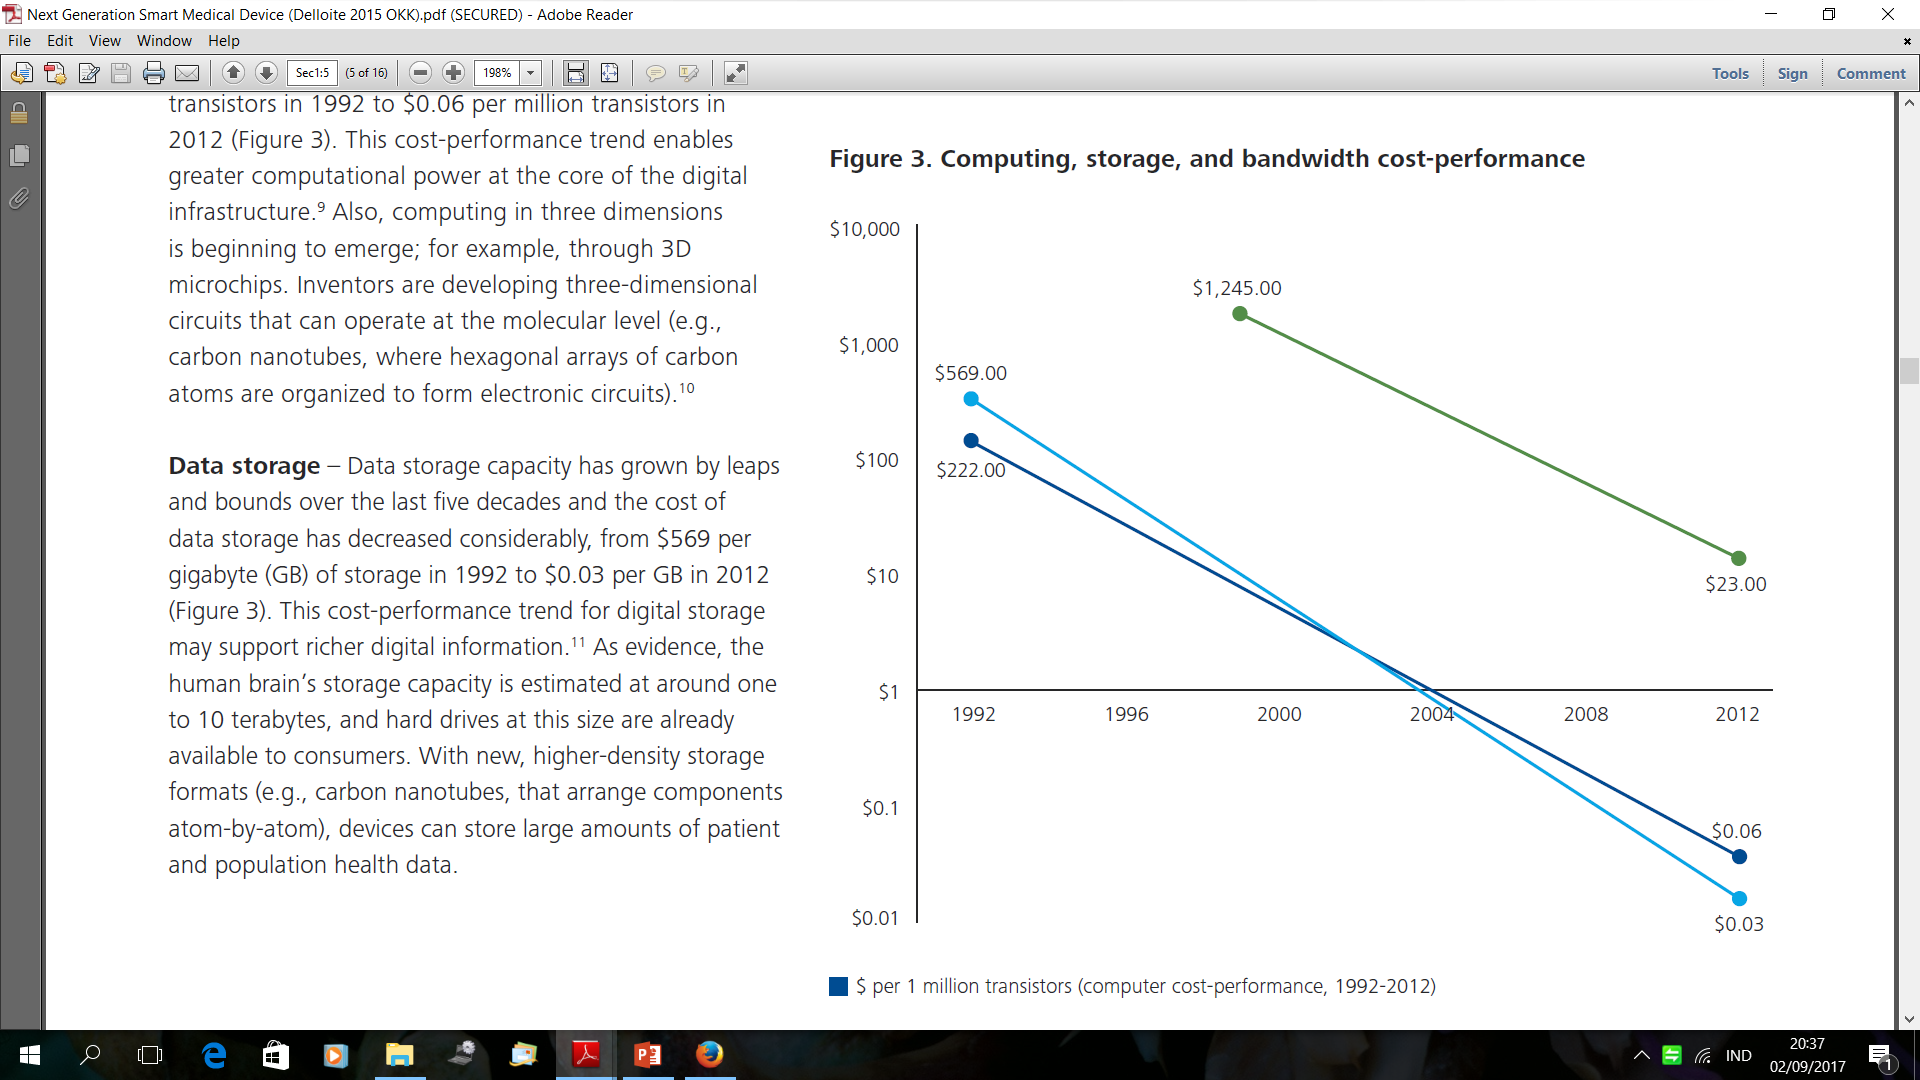 Next Generation Smart Medical Device (Delloite 2015 OKK).pdf (SECURED) - Adobe Reader
File Edit View Window Help
Sec1:5 (5 of 16) 198% Tools Sign Comment
transistors in 1992 to $0.06 per million transistors in
2012 (Figure 3). This cost-performance trend enables
greater computational power at the core of the digital
infrastructure.⁹ Also, computing in three dimensions
is beginning to emerge; for example, through 3D
microchips. Inventors are developing three-dimensional
circuits that can operate at the molecular level (e.g.,
carbon nanotubes, where hexagonal arrays of carbon
atoms are organized to form electronic circuits).¹⁰
Data storage – Data storage capacity has grown by leaps
and bounds over the last five decades and the cost of
data storage has decreased considerably, from $569 per
gigabyte (GB) of storage in 1992 to $0.03 per GB in 2012
(Figure 3). This cost-performance trend for digital storage
may support richer digital information.¹¹ As evidence, the
human brain’s storage capacity is estimated at around one
to 10 terabytes, and hard drives at this size are already
available to consumers. With new, higher-density storage
formats (e.g., carbon nanotubes, that arrange components
atom-by-atom), devices can store large amounts of patient
and population health data.
Figure 3. Computing, storage, and bandwidth cost-performance
$10,000
$1,245.00
$1,000
$569.00
$100
$222.00
$10
$23.00
$1
1992 1996 2000 2004 2008 2012
$0.1
$0.06
$0.01
$0.03
$ per 1 million transistors (computer cost-performance, 1992-2012)
IND
20:37
02/09/2017
1